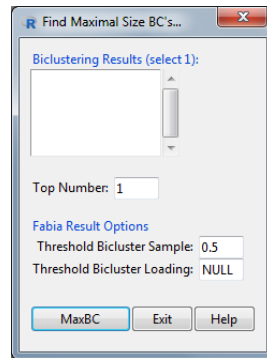 R Find Maximal Size BC's...
Biclustering Results (select 1):
Top Number: 1
Fabia Result Options
Threshold Bicluster Sample: 0.5
Threshold Bicluster Loading: NULL
MaxBC Exit Help